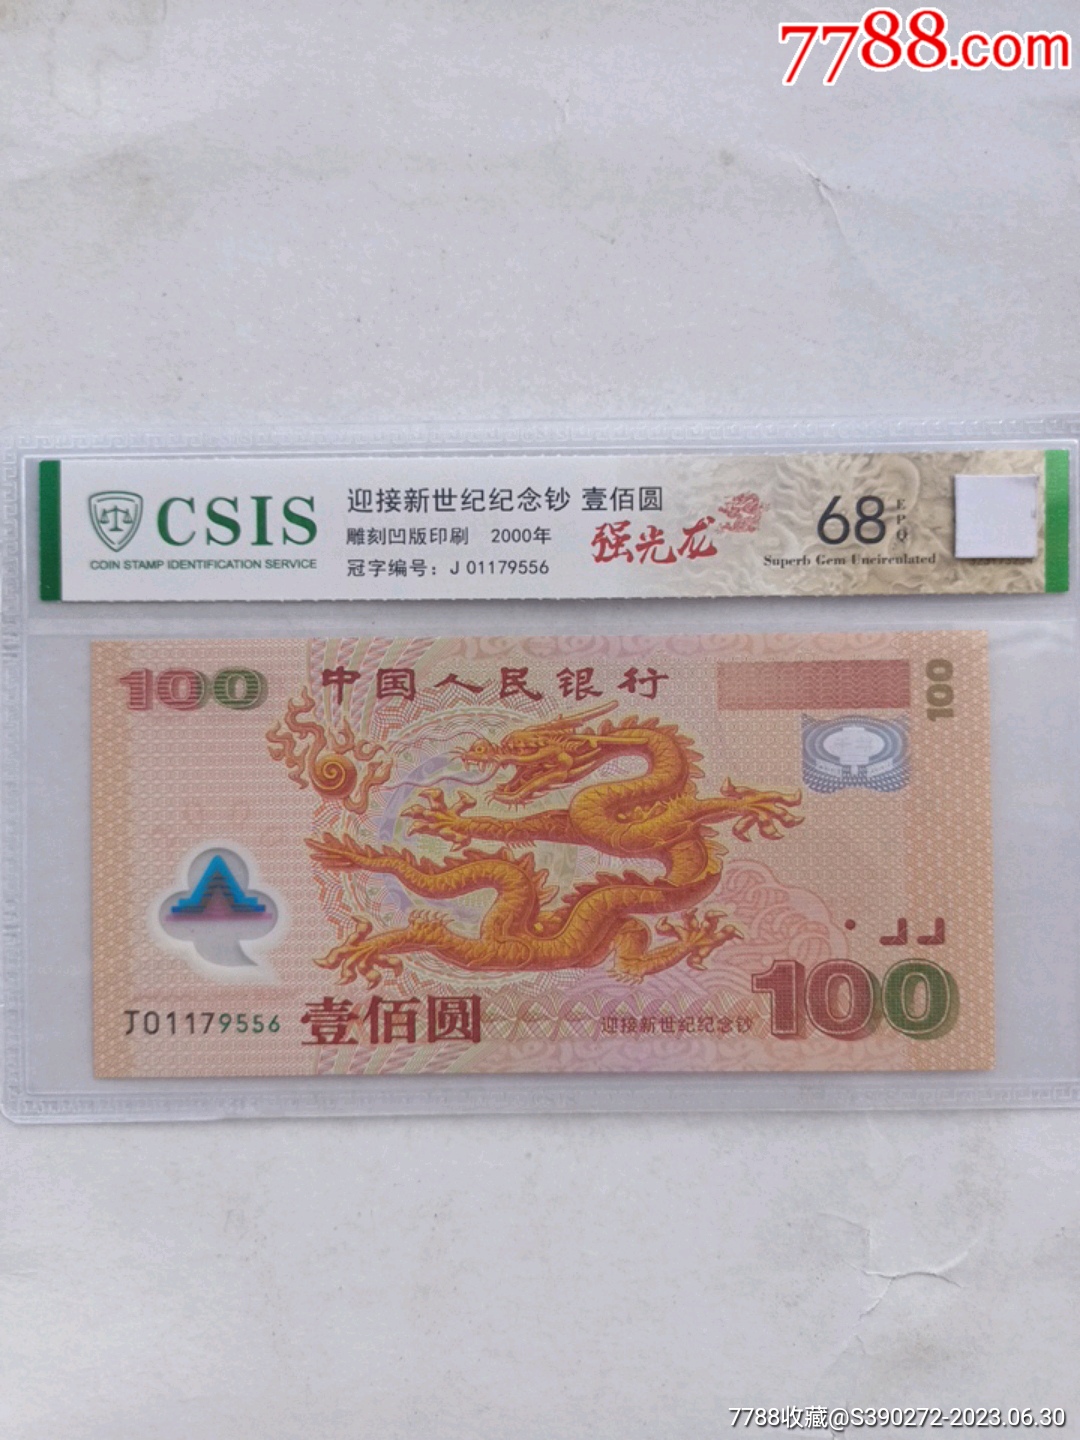 7788.com
CSIS
COIN STAMP IDENTIFICATION SERVICE
迎接新世纪纪念钞 壹佰圆
雕刻凹版印刷 2000年
冠字编号：J 01179556
强光龙
68
EPQ
Superb Gem Uncirculated
100
中国人民银行
100
J01179556
壹佰圆
迎接新世纪纪念钞
100
7788收藏@S390272-2023.06.30